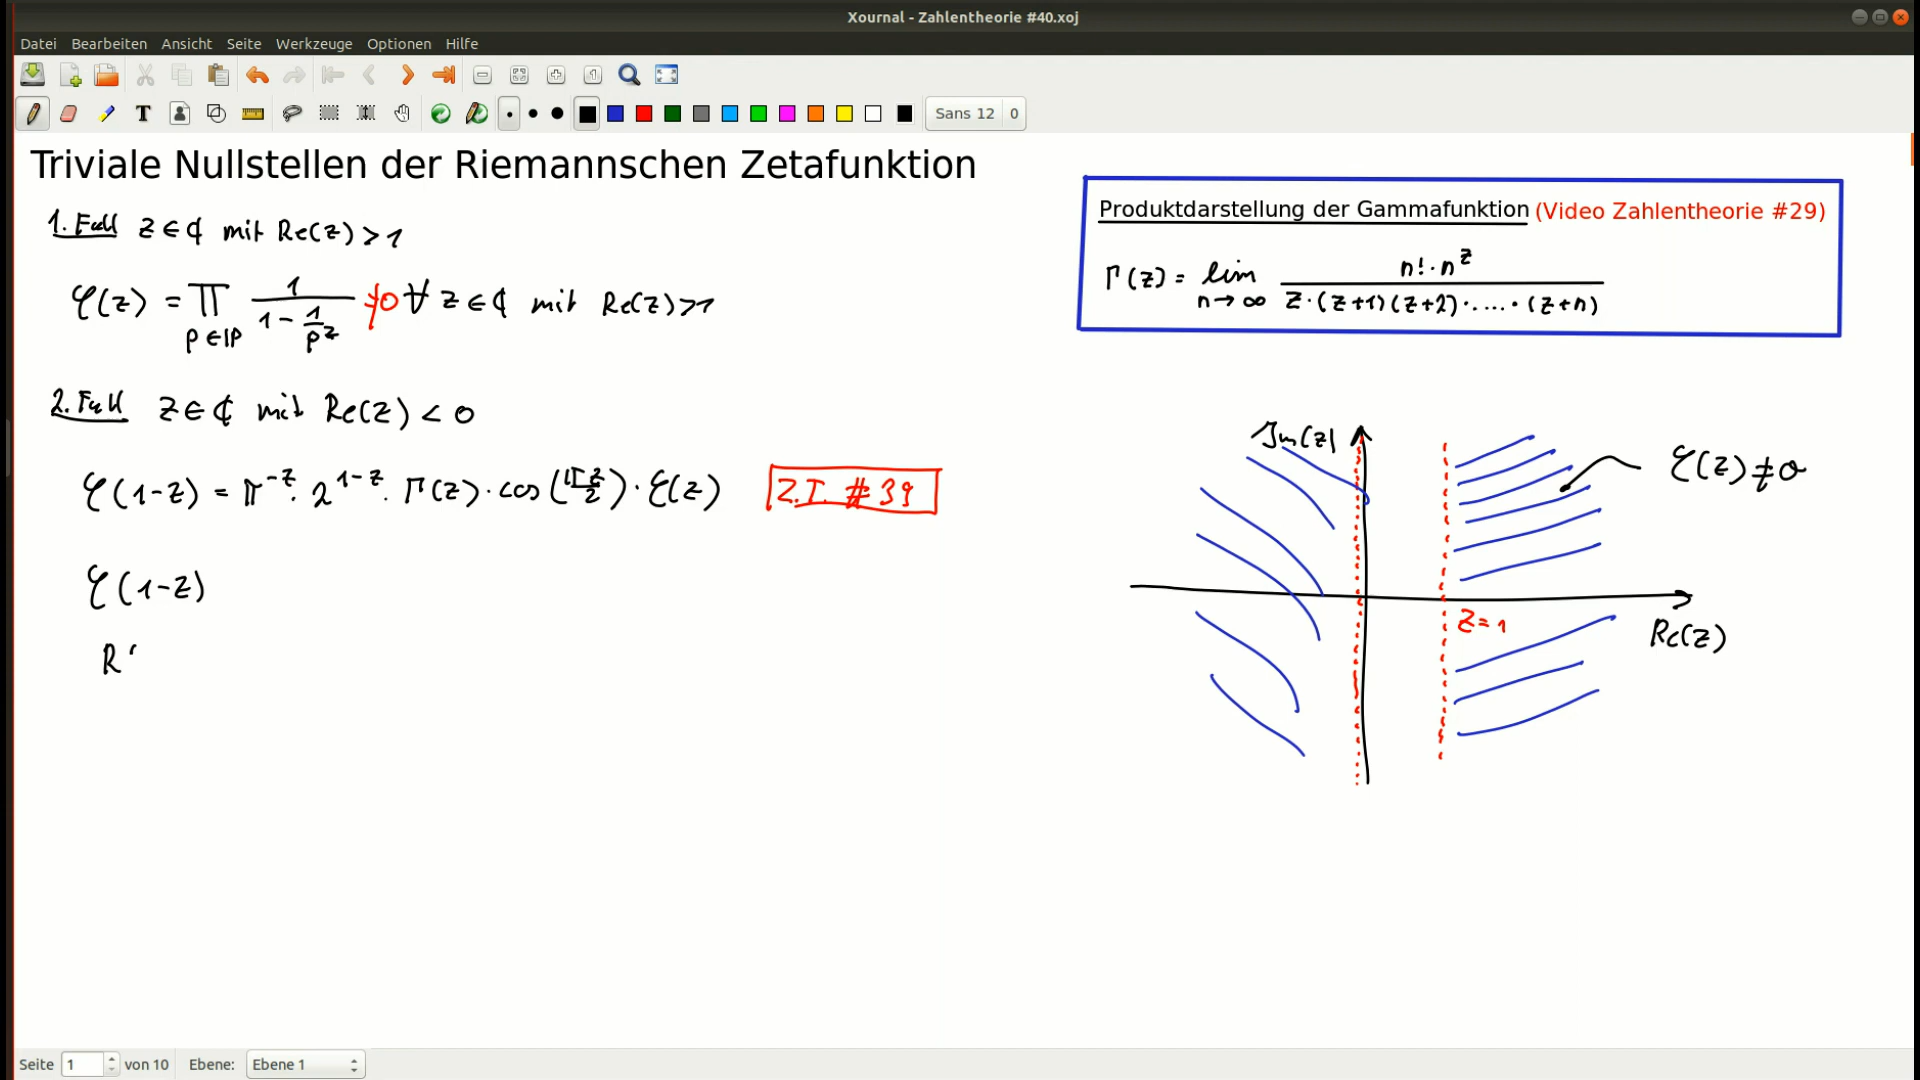 Xournal - Zahlentheorie #40.xoj
Datei Bearbeiten Ansicht Seite Werkzeuge Optionen Hilfe
Sans 12 0
Triviale Nullstellen der Riemannschen Zetafunktion
1. Fall z ∈ ℂ mit Re(z) > 1
ζ(z) = ∏_{p ∈ ℙ} 1/(1 - 1/p^z) ≠0 ∀ z ∈ ℂ mit Re(z) > 1
2. Fall z ∈ ℂ mit Re(z) < 0
ζ(1-z) = π^{-z} · 2^{1-z} · Γ(z) · cos(πz/2) · ζ(z) Z.T. # 39
ζ(1-z)
R
Produktdarstellung der Gammafunktion (Video Zahlentheorie #29)
Γ(z) = lim_{n→∞} n! · n^z / z·(z+1)(z+2)·....·(z+n)
Im(z)
ζ(z) ≠ 0
z = 1
Re(z)
Seite 1 von 10 Ebene: Ebene 1